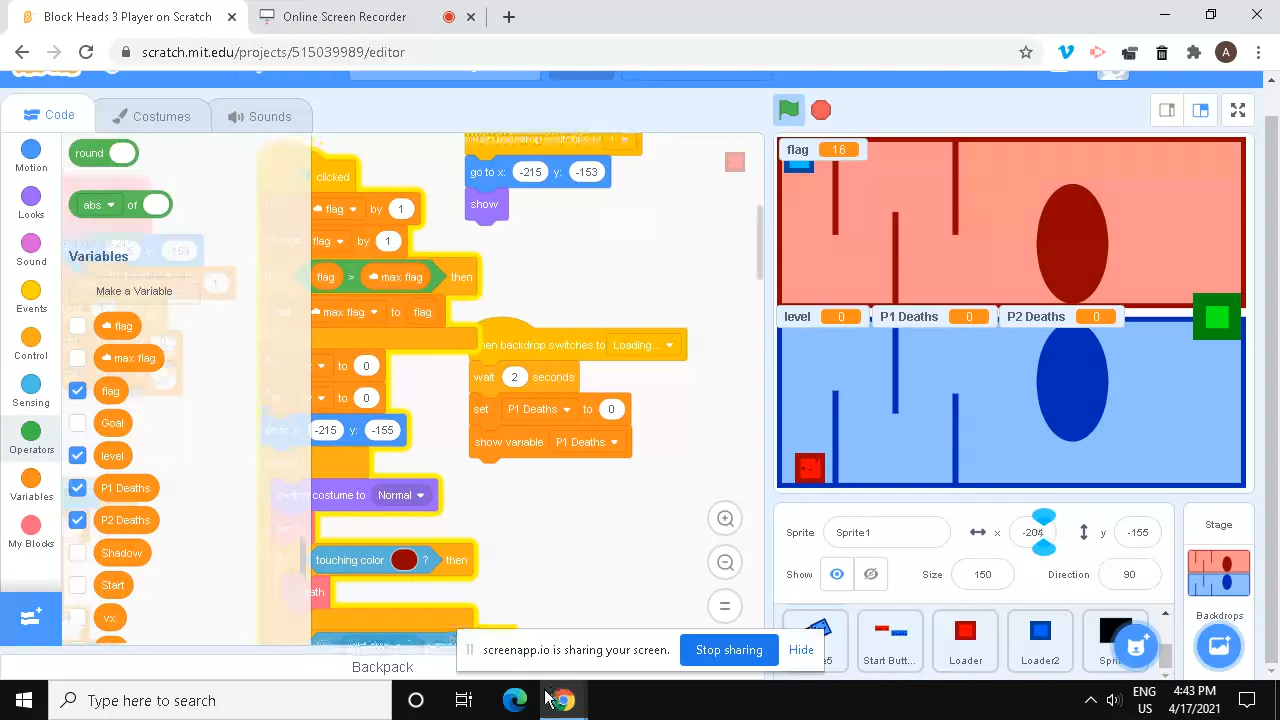 Block Heads 3 Player on Scratch
Online Screen Recorder
scratch.mit.edu/projects/515039989/editor
A
Code
Costumes
Sounds
Motion
Looks
Sound
Events
Control
Sensing
Operators
Variables
My Blocks
round
abs of
Variables
Make a Variable
flag
max flag
flag
Goal
level
P1 Deaths
P2 Deaths
Shadow
Start
vx
clicked
flag by 1
flag by 1
flag > max flag then
max flag to flag
to 0
to 0
-215 y: -155
switch costume to Normal
touching color ? then
go to x: -215 y: -153
show
when backdrop switches to Loading...
wait 2 seconds
set P1 Deaths to 0
show variable P1 Deaths
flag 16
level 0 P1 Deaths 0 P2 Deaths 0
Sprite Sprite1 x -204 y -155
Show Size 150 Direction 90
Stage
Backdrops
Start Butt...
Loader
Loader2
Backpack
screenapp.io is sharing your screen. Stop sharing Hide
Type here to search
ENG
US
4:43 PM
4/17/2021